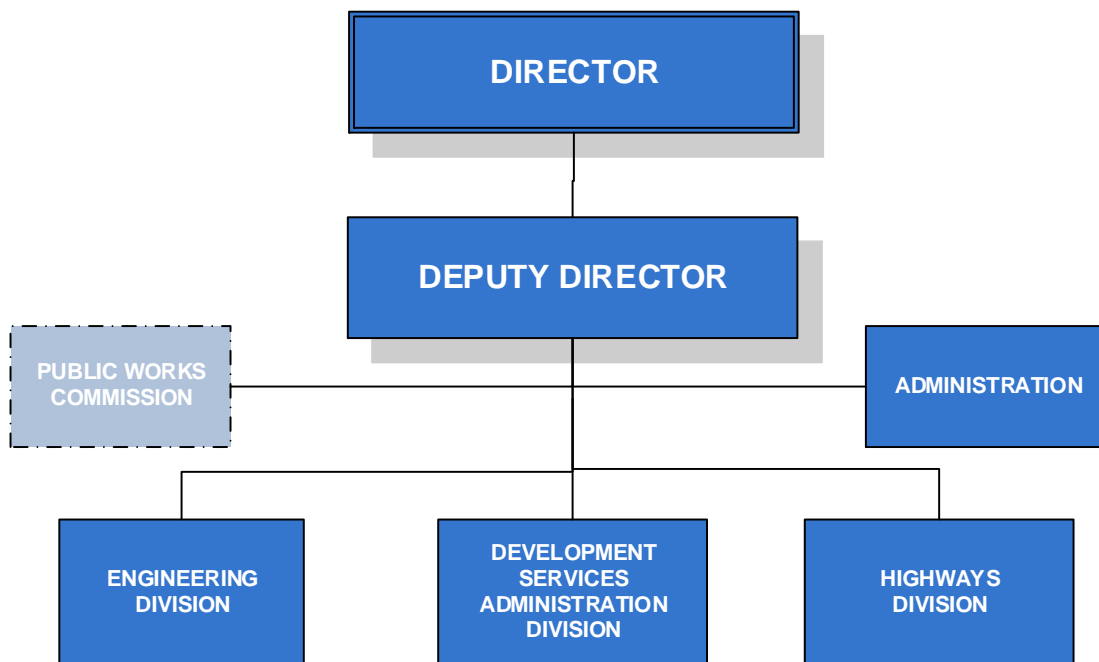 DIRECTOR
DEPUTY DIRECTOR
PUBLIC WORKS
COMMISSION
ADMINISTRATION
ENGINEERING
DIVISION
DEVELOPMENT
SERVICES
ADMINISTRATION
DIVISION
HIGHWAYS
DIVISION